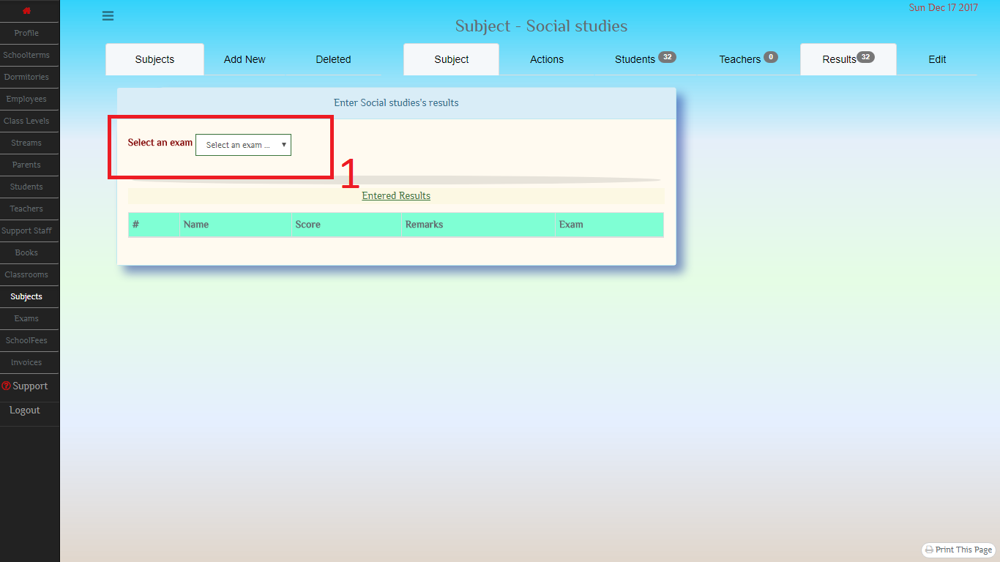 Sun Dec 17 2017
Subject - Social studies
Subjects Add New Deleted Subject Actions Students 32 Teachers 0 Results 32 Edit
Profile
Schoolterms
Dormitories
Employees
Class Levels
Streams
Parents
Students
Teachers
Support Staff
Books
Classrooms
Subjects
Exams
SchoolFees
Invoices
Support
Logout
Enter Social studies's results
Select an exam Select an exam ...
1
Entered Results
# Name Score Remarks Exam
Print This Page